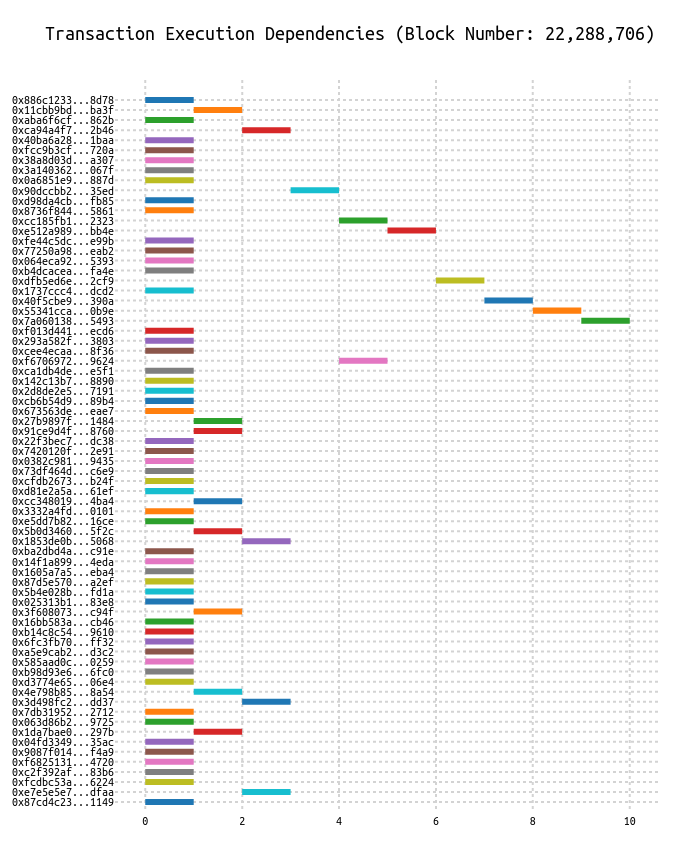 Transaction Execution Dependencies (Block Number: 22,288,706)
0x886c1233...8d78
0x11cbb9bd...ba3f
0xaba6f6cf...862b
0xca94a4f7...2b46
0x40ba6a28...1baa
0xfcc9b3cf...720a
0x38a8d03d...a307
0x3a140362...067f
0x0a6851e9...887d
0x90dccbb2...35ed
0xd98da4cb...fb85
0x8736f844...5861
0xcc185fb1...2323
0xe512a989...bb4e
0xfe44c5dc...e99b
0x77250a98...eab2
0x064eca92...5393
0xb4dcacea...fa4e
0xdfb5ed6e...2cf9
0x1737ccc4...dcd2
0x40f5cbe9...390a
0x55341cca...0b9e
0x7a060138...5493
0xf013d441...ecd6
0x293a582f...3803
0xcee4ecaa...8f36
0xf6706972...9624
0xca1db4de...e5f1
0x142c13b7...8890
0x2d8de2e5...7191
0xcb6b54d9...89b4
0x673563de...eae7
0x27b9897f...1484
0x91ce9d4f...8760
0x22f3bec7...dc38
0x7420120f...2e91
0x0382c981...9435
0x73df464d...c6e9
0xcfdb2673...b24f
0xd81e2a5a...61ef
0xcc348019...4ba4
0x3332a4fd...0101
0xe5dd7b82...16ce
0x5b0d3460...5f2c
0x1853de0b...5068
0xba2dbd4a...c91e
0x14f1a899...4eda
0x1605a7a5...eba4
0x87d5e570...a2ef
0x5b4e028b...fd1a
0x025313b1...83e8
0x3f608073...c94f
0x16bb583a...cb46
0xb14c8c54...9610
0x6fc3fb70...ff32
0xa5e9cab2...d3c2
0x585aad0c...0259
0xb98d93e6...6fc0
0xd3774e65...06e4
0x4e798b85...8a54
0x3d498fc2...dd37
0x7db31952...2712
0x063d86b2...9725
0x1da7bae0...297b
0x04fd3349...35ac
0x9087f014...f4a9
0xf6825131...4720
0xc2f392af...83b6
0xfcdbc53a...6224
0xe7e5e5e7...dfaa
0x87cd4c23...1149
0 2 4 6 8 10